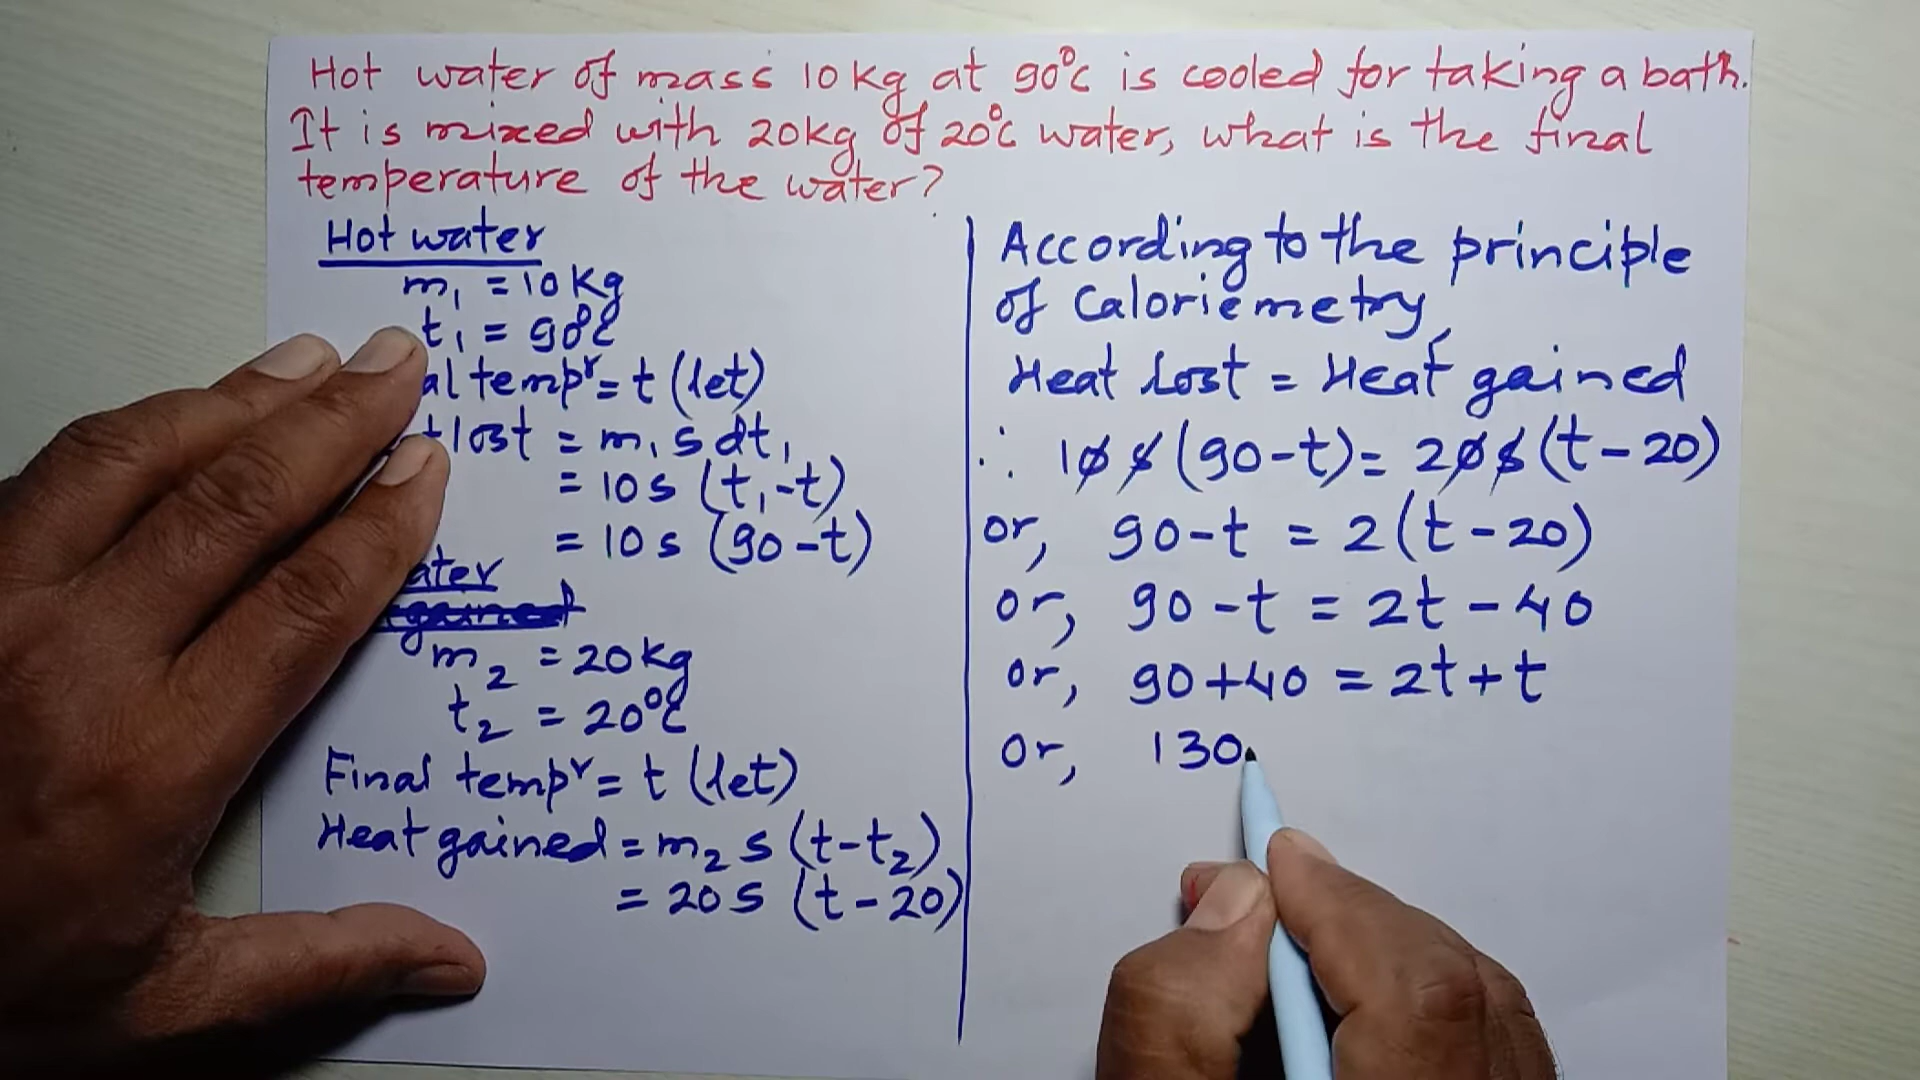 Hot water of mass 10 kg at 90°c is cooled for taking a bath.
It is mixed with 20kg of 20°c water, what is the final
temperature of the water?
Hot water
m₁ = 10 kg
t₁ = 90°c
al tempʳ = t (let)
t lost = m₁ s dt₁
= 10 s (t₁ - t)
= 10 s (90 - t)
ater
m₂ = 20 kg
t₂ = 20°c
Final tempʳ = t (let)
Heat gained = m₂ s (t - t₂)
= 20 s (t - 20)
According to the principle
of Caloriemetry,
Heat lost = Heat gained
∴ 10 s (90 - t) = 20 s (t - 20)
or, 90 - t = 2 (t - 20)
or, 90 - t = 2t - 40
or, 90 + 40 = 2t + t
or, 130